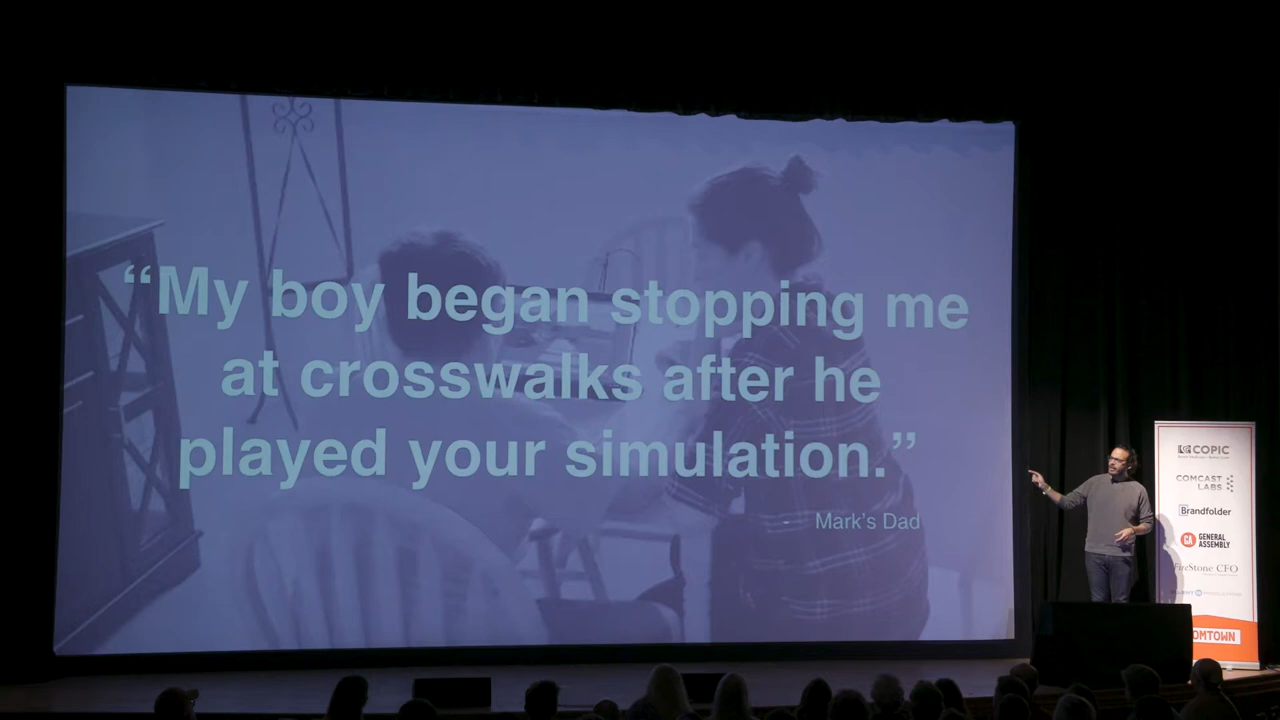 “My boy began stopping me
at crosswalks after he
played your simulation.”
Mark’s Dad
COPIC
COMCAST
LABS
Brandfolder
GA GENERAL
ASSEMBLY
FireStone CFO
OMTOWN